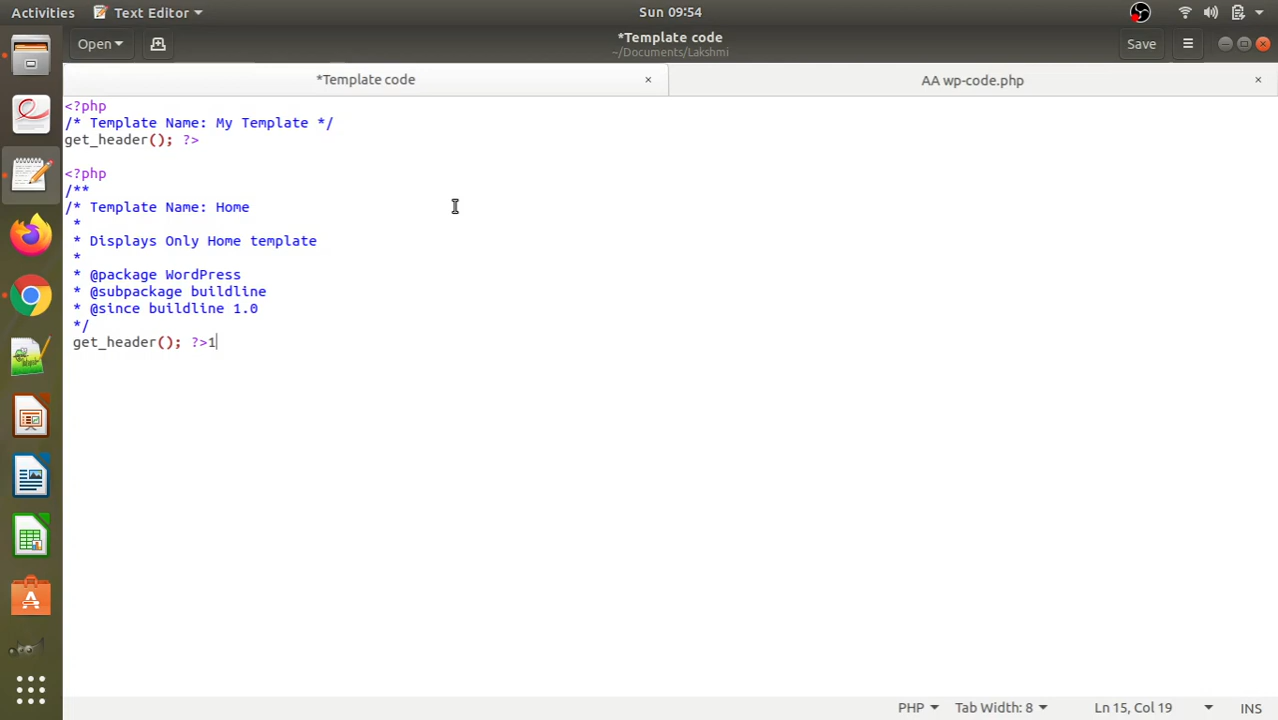 Activities
Text Editor
Sun 09:54
Open
*Template code
~/Documents/Lakshmi
Save
*Template code
AA wp-code.php
<?php
/* Template Name: My Template */
get_header(); ?>
<?php
/**
/* Template Name: Home
*
* Displays Only Home template
*
* @package WordPress
* @subpackage buildline
* @since buildline 1.0
*/
get_header(); ?>1
PHP
Tab Width: 8
Ln 15, Col 19
INS